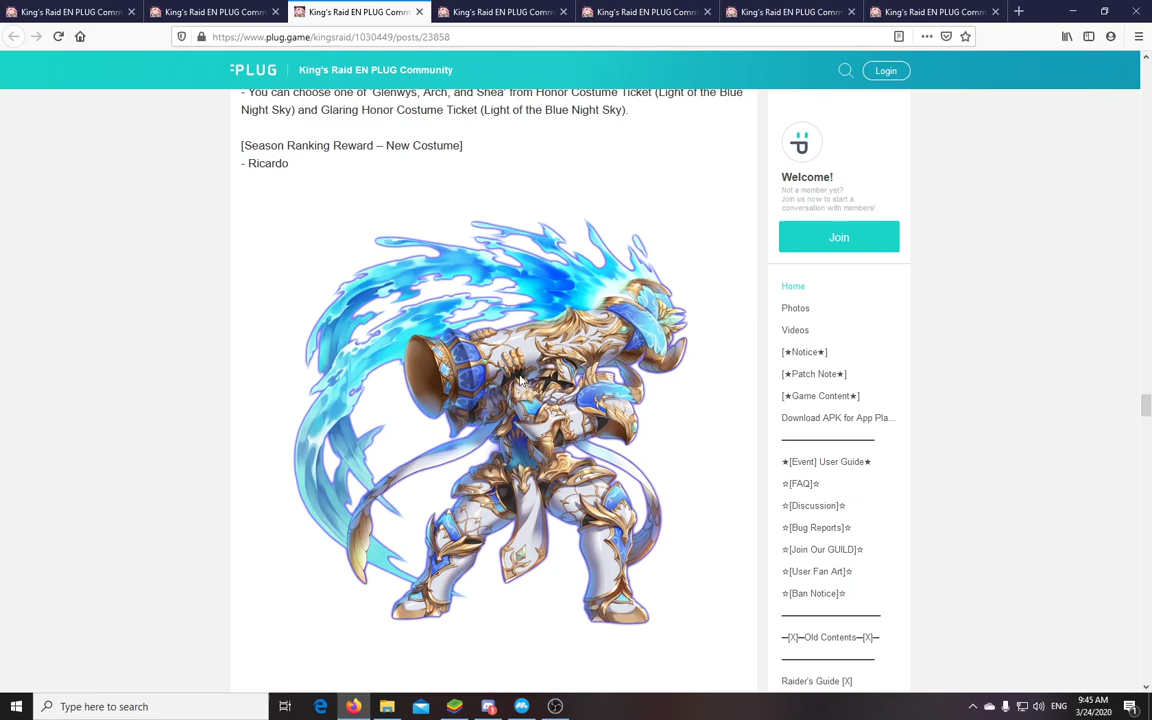 King's Raid EN PLUG Comm
King's Raid EN PLUG Comm
King's Raid EN PLUG Comm
King's Raid EN PLUG Comm
King's Raid EN PLUG Comm
King's Raid EN PLUG Comm
King's Raid EN PLUG Comm
https://www.plug.game/kingsraid/1030449/posts/23858
PLUG King's Raid EN PLUG Community
Login
- You can choose one of 'Glenwys, Arch, and Shea' from Honor Costume Ticket (Light of the Blue
Night Sky) and Glaring Honor Costume Ticket (Light of the Blue Night Sky).
[Season Ranking Reward – New Costume]
- Ricardo
Welcome!
Not a member yet?
Join us now to start a
conversation with members!
Join
Home
Photos
Videos
[★Notice★]
[★Patch Note★]
[★Game Content★]
Download APK for App Pla...
★[Event] User Guide★
☆[FAQ]☆
☆[Discussion]☆
☆[Bug Reports]☆
☆[Join Our GUILD]☆
☆[User Fan Art]☆
☆[Ban Notice]☆
━[X]━Old Contents━[X]━
Raider's Guide [X]
Type here to search
ENG
9:45 AM
3/24/2020